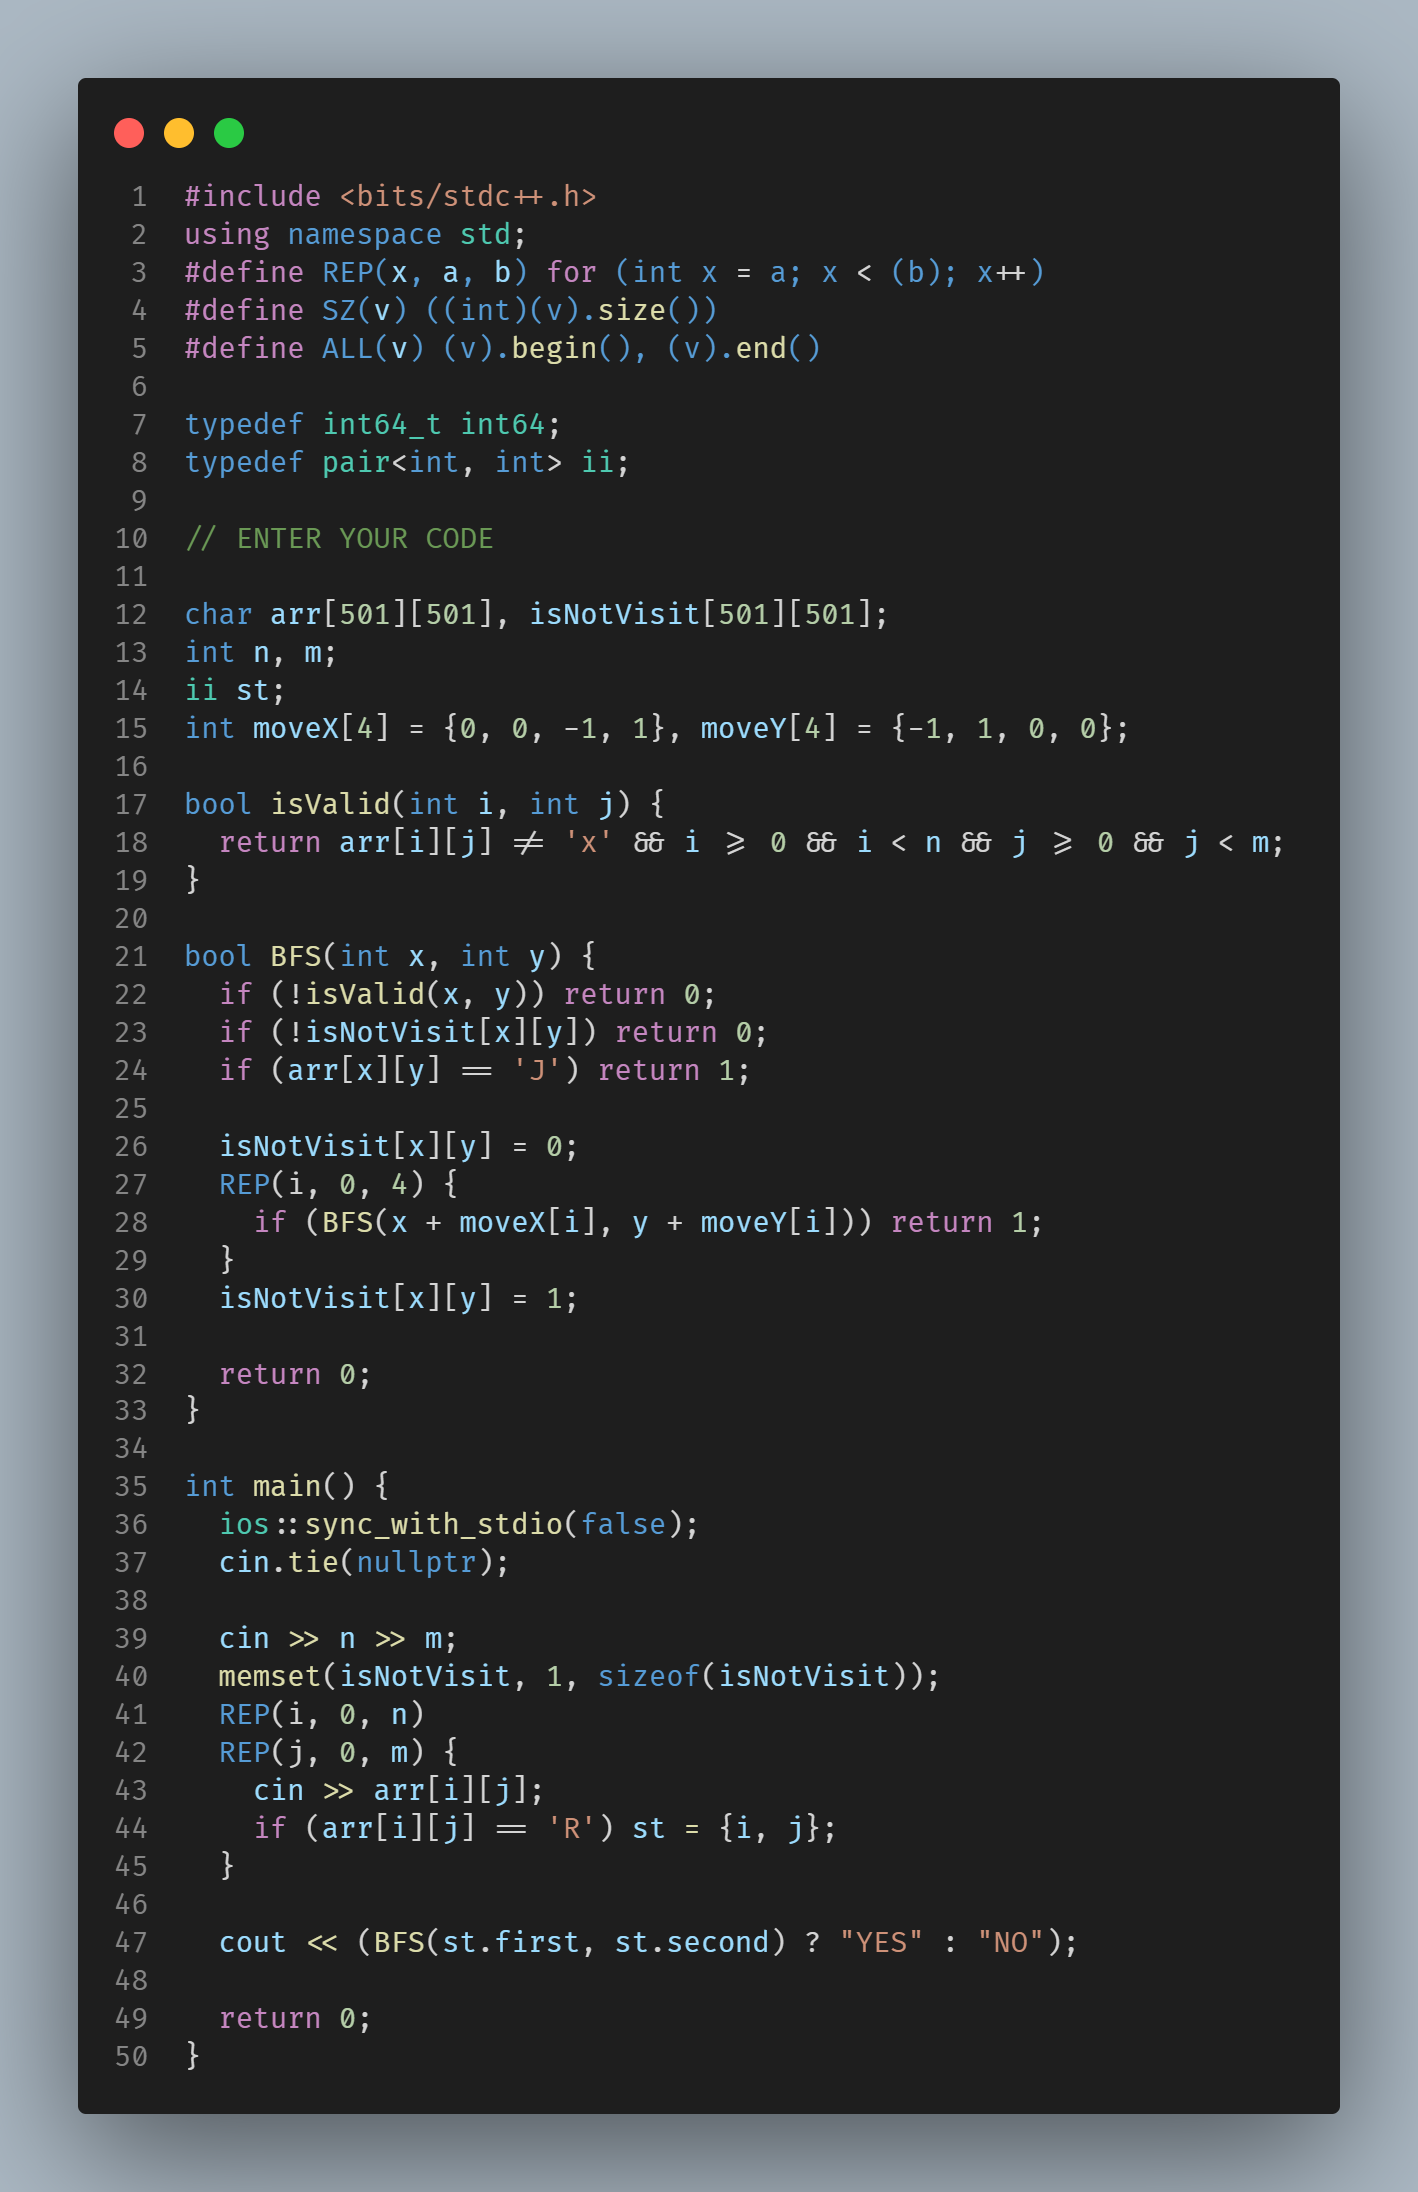 1 #include <bits/stdc++.h>
2 using namespace std;
3 #define REP(x, a, b) for (int x = a; x < (b); x++)
4 #define SZ(v) ((int)(v).size())
5 #define ALL(v) (v).begin(), (v).end()
6
7 typedef int64_t int64;
8 typedef pair<int, int> ii;
9
10 // ENTER YOUR CODE
11
12 char arr[501][501], isNotVisit[501][501];
13 int n, m;
14 ii st;
15 int moveX[4] = {0, 0, -1, 1}, moveY[4] = {-1, 1, 0, 0};
16
17 bool isValid(int i, int j) {
18   return arr[i][j] != 'x' && i >= 0 && i < n && j >= 0 && j < m;
19 }
20
21 bool BFS(int x, int y) {
22   if (!isValid(x, y)) return 0;
23   if (!isNotVisit[x][y]) return 0;
24   if (arr[x][y] == 'J') return 1;
25
26   isNotVisit[x][y] = 0;
27   REP(i, 0, 4) {
28     if (BFS(x + moveX[i], y + moveY[i])) return 1;
29   }
30   isNotVisit[x][y] = 1;
31
32   return 0;
33 }
34
35 int main() {
36   ios::sync_with_stdio(false);
37   cin.tie(nullptr);
38
39   cin >> n >> m;
40   memset(isNotVisit, 1, sizeof(isNotVisit));
41   REP(i, 0, n)
42   REP(j, 0, m) {
43     cin >> arr[i][j];
44     if (arr[i][j] == 'R') st = {i, j};
45   }
46
47   cout << (BFS(st.first, st.second) ? "YES" : "NO");
48
49   return 0;
50 }